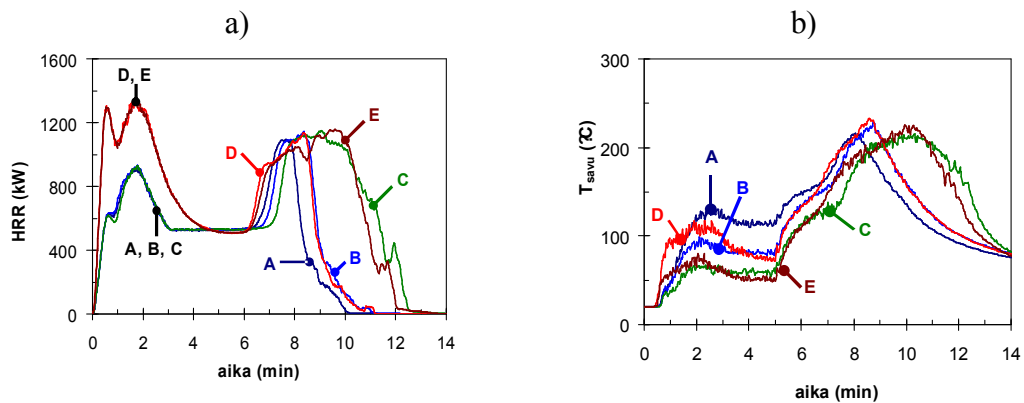 a)
HRR (kW)
1600
1200
800
400
0
D, E
A, B, C
D
A
B
E
C
0 2 4 6 8 10 12 14
aika (min)
b)
T savu (?C)
300
200
100
0
A
D
B
C
E
0 2 4 6 8 10 12 14
aika (min)